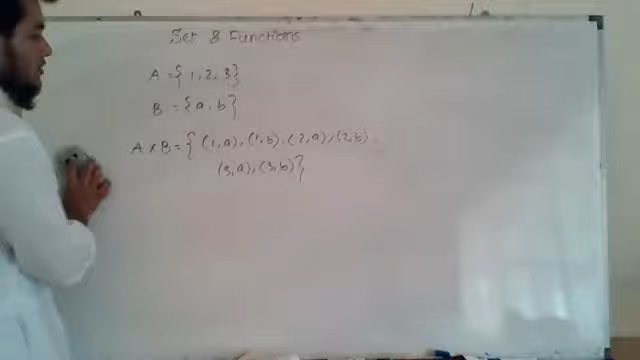 Set & Functions
A = {1, 2, 3}
B = {a, b}
A × B = { (1,a), (1,b), (2,a), (2,b)
(3,a), (3,b)}